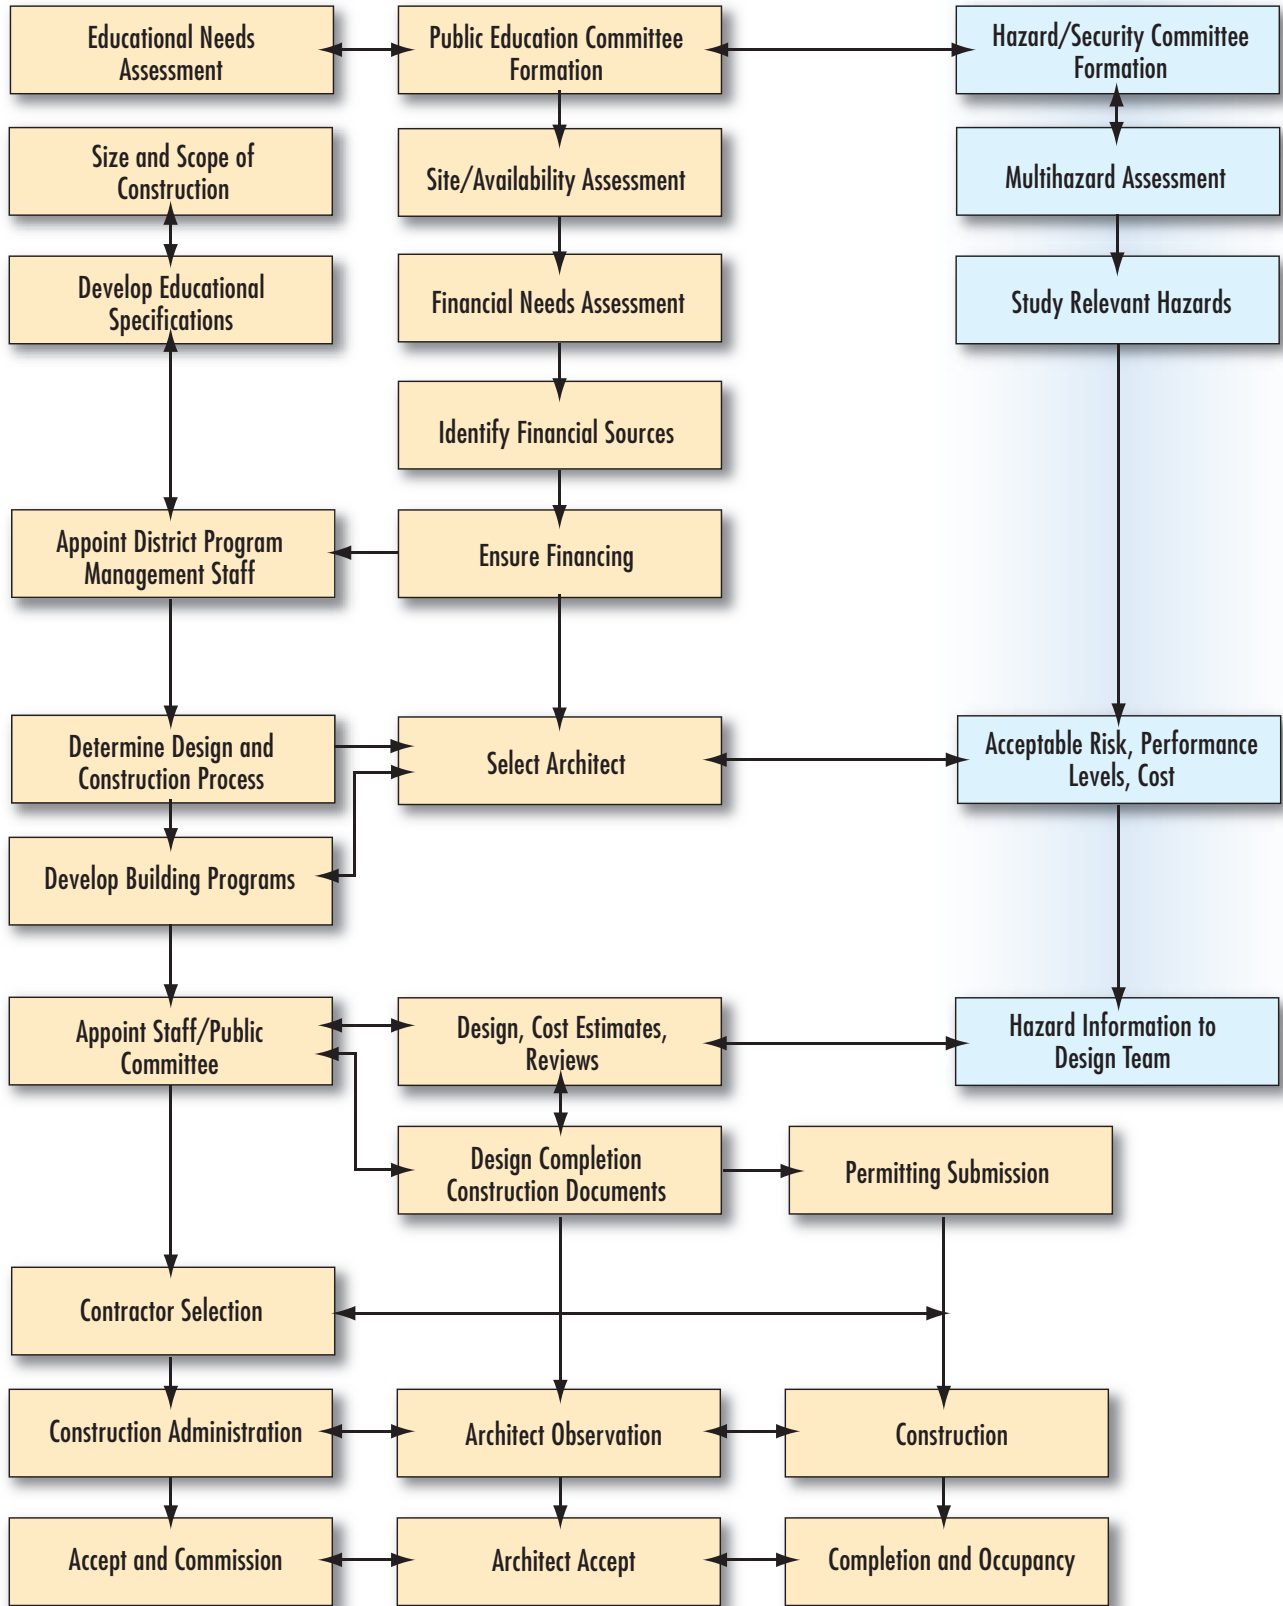 Educational Needs
Assessment
Public Education Committee
Formation
Hazard/Security Committee
Formation
Size and Scope of
Construction
Site/Availability Assessment
Multihazard Assessment
Develop Educational
Specifications
Financial Needs Assessment
Study Relevant Hazards
Identify Financial Sources
Appoint District Program
Management Staff
Ensure Financing
Determine Design and
Construction Process
Select Architect
Acceptable Risk, Performance
Levels, Cost
Develop Building Programs
Appoint Staff/Public
Committee
Design, Cost Estimates,
Reviews
Hazard Information to
Design Team
Design Completion
Construction Documents
Permitting Submission
Contractor Selection
Construction Administration
Architect Observation
Construction
Accept and Commission
Architect Accept
Completion and Occupancy